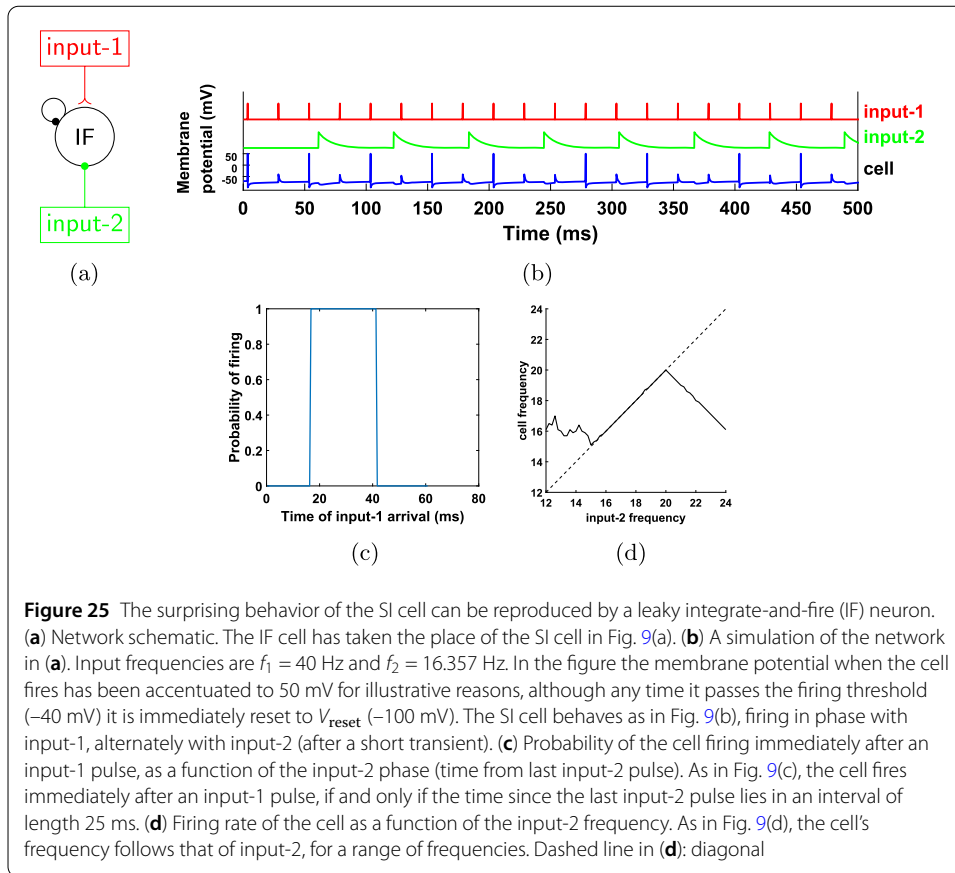 input-1
IF
input-2
(a)
Membrane
potential (mV)
50
0
-50
input-1
input-2
cell
0 50 100 150 200 250 300 350 400 450 500
Time (ms)
(b)
Probability of firing
1
0.8
0.6
0.4
0.2
0
0 20 40 60 80
Time of input-1 arrival (ms)
(c)
cell frequency
24
22
20
18
16
14
12
12 14 16 18 20 22 24
input-2 frequency
(d)
Figure 25 The surprising behavior of the SI cell can be reproduced by a leaky integrate-and-fire (IF) neuron.
(a) Network schematic. The IF cell has taken the place of the SI cell in Fig. 9(a). (b) A simulation of the network
in (a). Input frequencies are f₁ = 40 Hz and f₂ = 16.357 Hz. In the figure the membrane potential when the cell
fires has been accentuated to 50 mV for illustrative reasons, although any time it passes the firing threshold
(–40 mV) it is immediately reset to V_reset (–100 mV). The SI cell behaves as in Fig. 9(b), firing in phase with
input-1, alternately with input-2 (after a short transient). (c) Probability of the cell firing immediately after an
input-1 pulse, as a function of the input-2 phase (time from last input-2 pulse). As in Fig. 9(c), the cell fires
immediately after an input-1 pulse, if and only if the time since the last input-2 pulse lies in an interval of
length 25 ms. (d) Firing rate of the cell as a function of the input-2 frequency. As in Fig. 9(d), the cell's
frequency follows that of input-2, for a range of frequencies. Dashed line in (d): diagonal